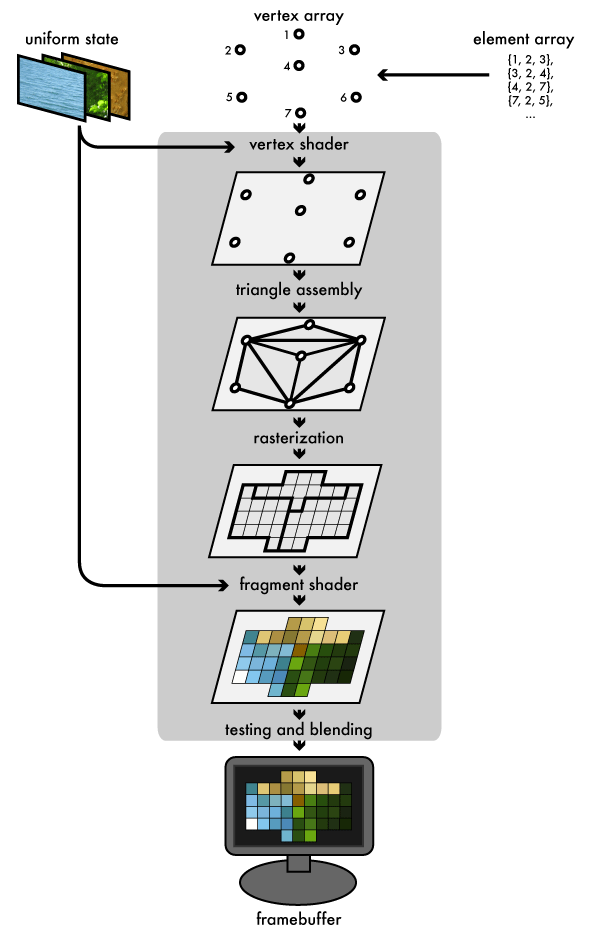 vertex array
uniform state
element array
1
2
3
4
5
6
7
{1, 2, 3},
{3, 2, 4},
{4, 2, 7},
{7, 2, 5},
...
vertex shader
triangle assembly
rasterization
fragment shader
testing and blending
framebuffer